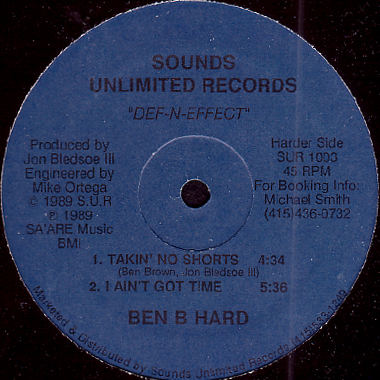 SOUNDS
UNLIMITED RECORDS
"DEF-N-EFFECT"
Produced by
Jon Bledsoe III
Engineered by
Mike Ortega
© 1989 S.U.R
℗ 1989
SA'ARE Music
BMI
Harder Side
SUR 1003
45 RPM
For Booking Info:
Michael Smith
(415)436-0732
1. TAKIN' NO SHORTS 4:34
(Ben Brown, Jon Bledsoe III)
2. I AIN'T GOT TIME 5:36
BEN B HARD
Marketed & Distributed by Sounds Unlimited Records